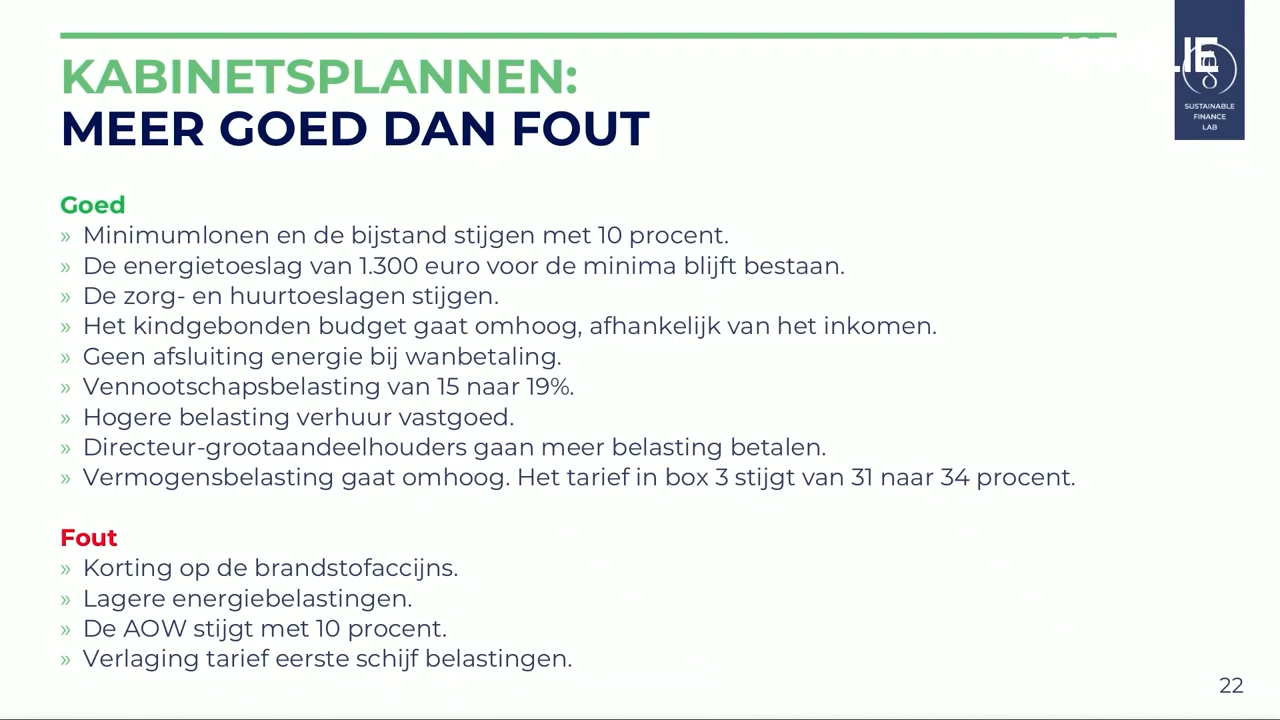 KABINETSPLANNEN:
MEER GOED DAN FOUT
SUSTAINABLE
FINANCE
LAB
Goed
» Minimumlonen en de bijstand stijgen met 10 procent.
» De energietoeslag van 1.300 euro voor de minima blijft bestaan.
» De zorg- en huurtoeslagen stijgen.
» Het kindgebonden budget gaat omhoog, afhankelijk van het inkomen.
» Geen afsluiting energie bij wanbetaling.
» Vennootschapsbelasting van 15 naar 19%.
» Hogere belasting verhuur vastgoed.
» Directeur-grootaandeelhouders gaan meer belasting betalen.
» Vermogensbelasting gaat omhoog. Het tarief in box 3 stijgt van 31 naar 34 procent.
Fout
» Korting op de brandstofaccijns.
» Lagere energiebelastingen.
» De AOW stijgt met 10 procent.
» Verlaging tarief eerste schijf belastingen.
22